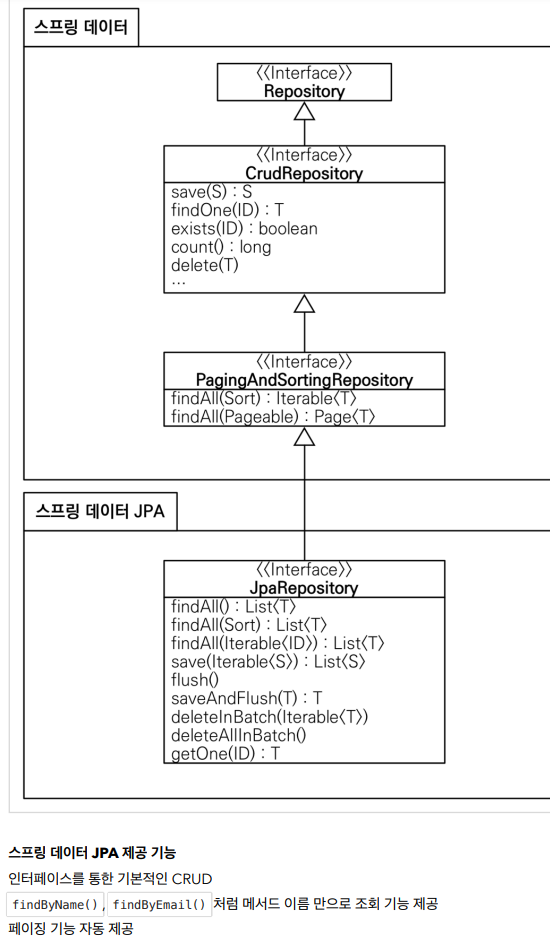 스프링 데이터
《Interface》
Repository
《Interface》
CrudRepository
save(S) : S
findOne(ID) : T
exists(ID) : boolean
count() : long
delete(T)
...
《Interface》
PagingAndSortingRepository
findAll(Sort) : Iterable〈T〉
findAll(Pageable) : Page〈T〉
스프링 데이터 JPA
《Interface》
JpaRepository
findAll() : List〈T〉
findAll(Sort) : List〈T〉
findAll(Iterable〈ID〉) : List〈T〉
save(Iterable〈S〉) : List〈S〉
flush()
saveAndFlush(T) : T
deleteInBatch(Iterable〈T〉)
deleteAllInBatch()
getOne(ID) : T
스프링 데이터 JPA 제공 기능
인터페이스를 통한 기본적인 CRUD
findByName() , findByEmail() 처럼 메서드 이름 만으로 조회 기능 제공
페이징 기능 자동 제공